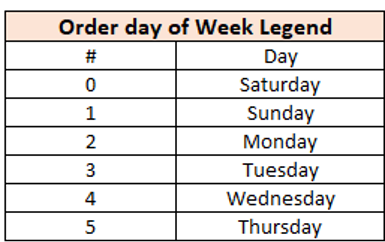 Order day of Week Legend
# Day
0 Saturday
1 Sunday
2 Monday
3 Tuesday
4 Wednesday
5 Thursday